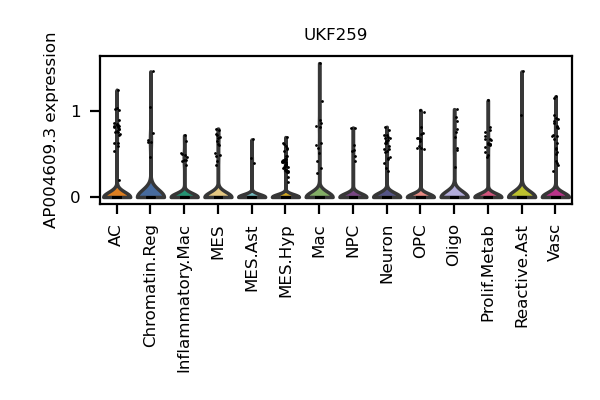 UKF259
AP004609.3 expression
1
0
AC
Chromatin.Reg
Inflammatory.Mac
MES
MES.Ast
MES.Hyp
Mac
NPC
Neuron
OPC
Oligo
Prolif.Metab
Reactive.Ast
Vasc